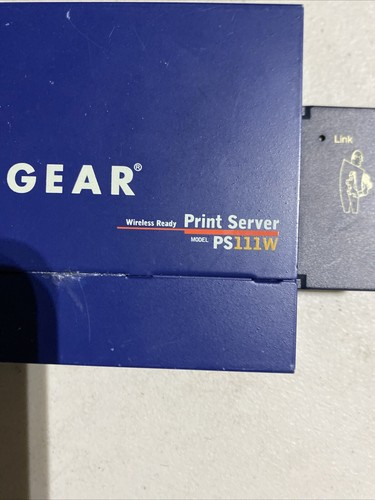 GEAR®
Link
Wireless Ready Print Server
MODEL PS111W